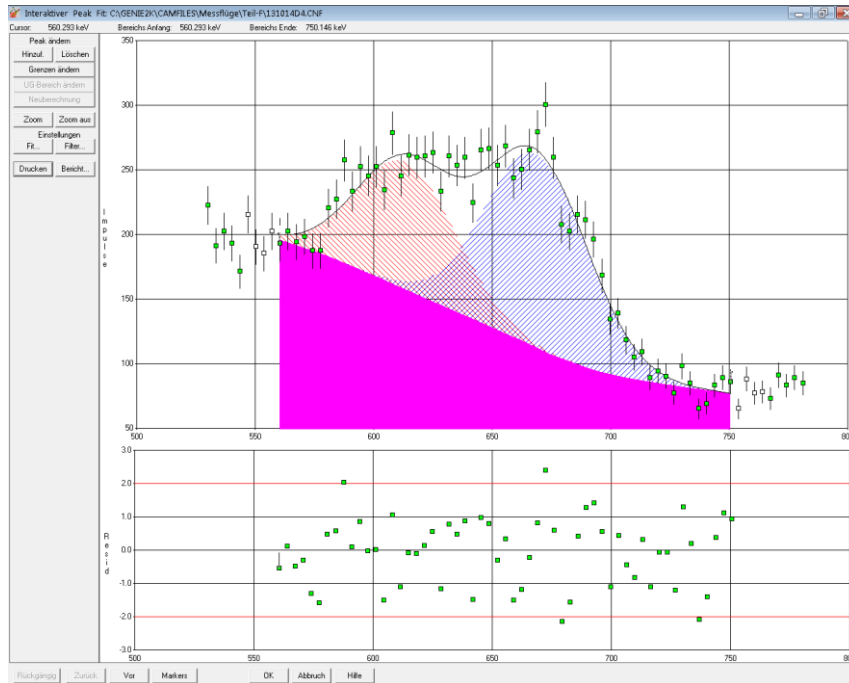 Interaktiver Peak Fit: C:\GENIE2K\CAMFILES\Messflüge\Teil-F\131014D4.CNF
Cursor: 560.293 keV Bereichs Anfang: 560.293 keV Bereichs Ende: 750.146 keV
Peak ändern
Hinzuf. Löschen
Grenzen ändern
UG-Bereich ändern
Neuberechnung
Zoom Zoom aus
Einstellungen
Fit... Filter...
Drucken Bericht...
350
300
250
200
150
100
50
Impulse
500 550 600 650 700 750 800
3.0
2.0
1.0
0.0
-1.0
-2.0
-3.0
Resid
500 550 600 650 700 750 800
Rückgängig Zurück Vor Markers OK Abbruch Hilfe